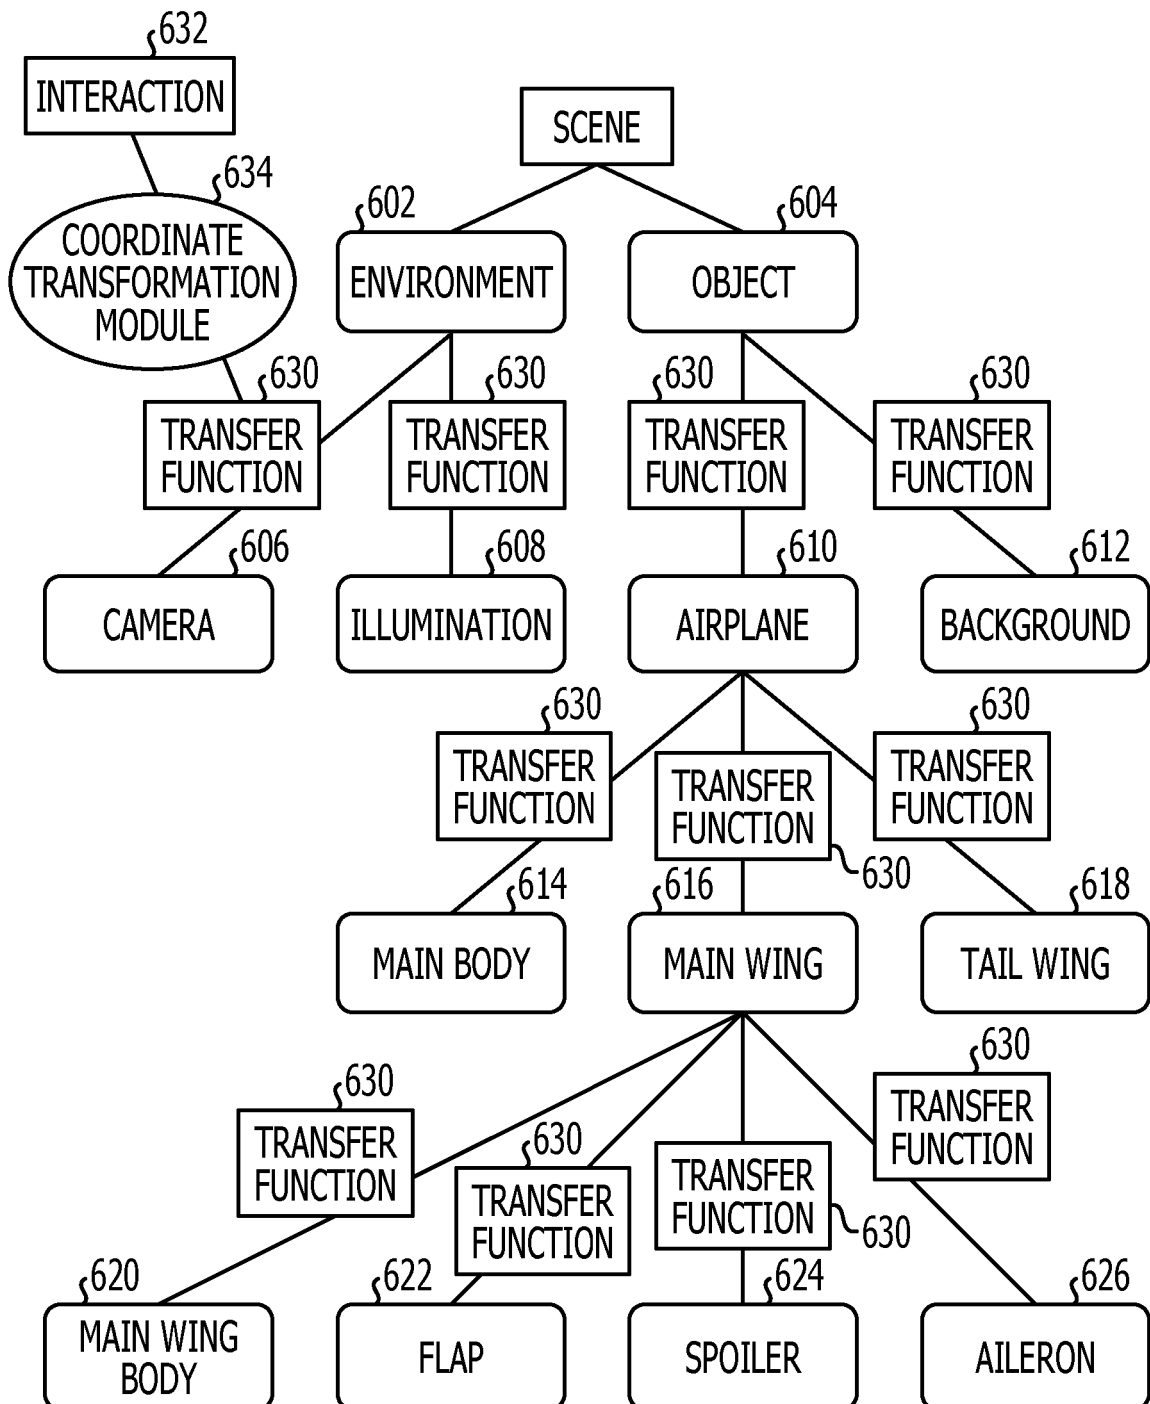 632
INTERACTION
SCENE
634
COORDINATE
TRANSFORMATION
MODULE
602
ENVIRONMENT
604
OBJECT
630
TRANSFER
FUNCTION
630
TRANSFER
FUNCTION
630
TRANSFER
FUNCTION
630
TRANSFER
FUNCTION
606
CAMERA
608
ILLUMINATION
610
AIRPLANE
612
BACKGROUND
630
TRANSFER
FUNCTION
TRANSFER
FUNCTION
630
630
TRANSFER
FUNCTION
614
MAIN BODY
616
MAIN WING
618
TAIL WING
630
TRANSFER
FUNCTION
630
TRANSFER
FUNCTION
TRANSFER
FUNCTION
630
630
TRANSFER
FUNCTION
620
MAIN WING
BODY
622
FLAP
624
SPOILER
626
AILERON